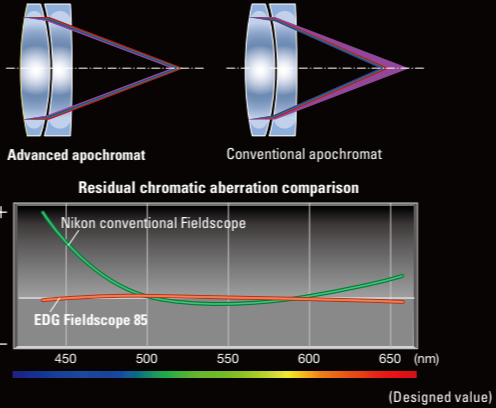 Advanced apochromat
Conventional apochromat
Residual chromatic aberration comparison
+
Nikon conventional Fieldscope
EDG Fieldscope 85
–
450 500 550 600 650 (nm)
(Designed value)